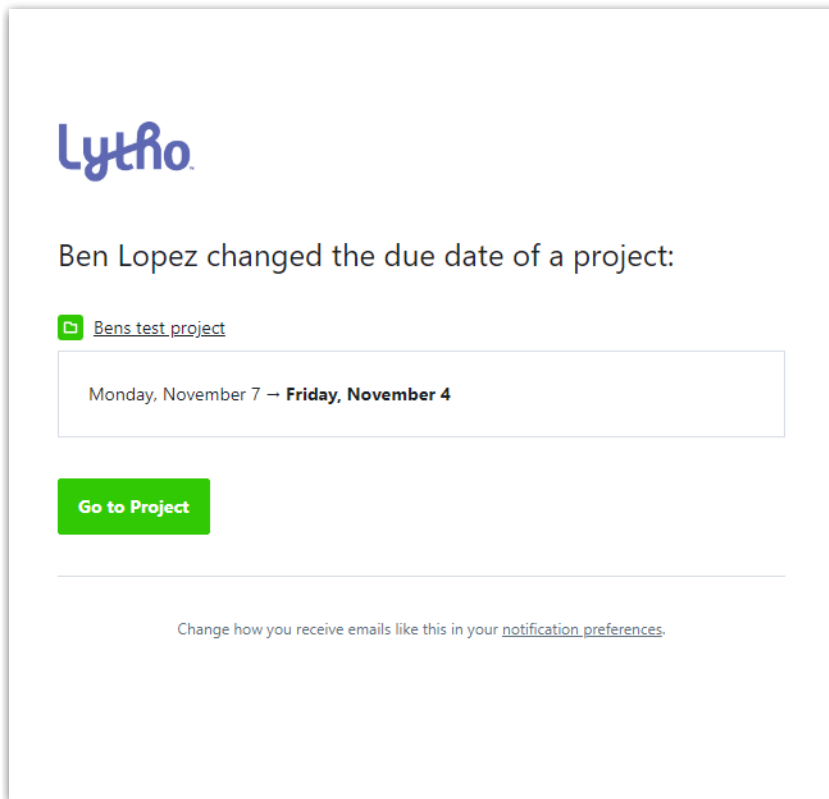 Lytho™
Ben Lopez changed the due date of a project:
Bens test project
Monday, November 7 → Friday, November 4
Go to Project
Change how you receive emails like this in your notification preferences.